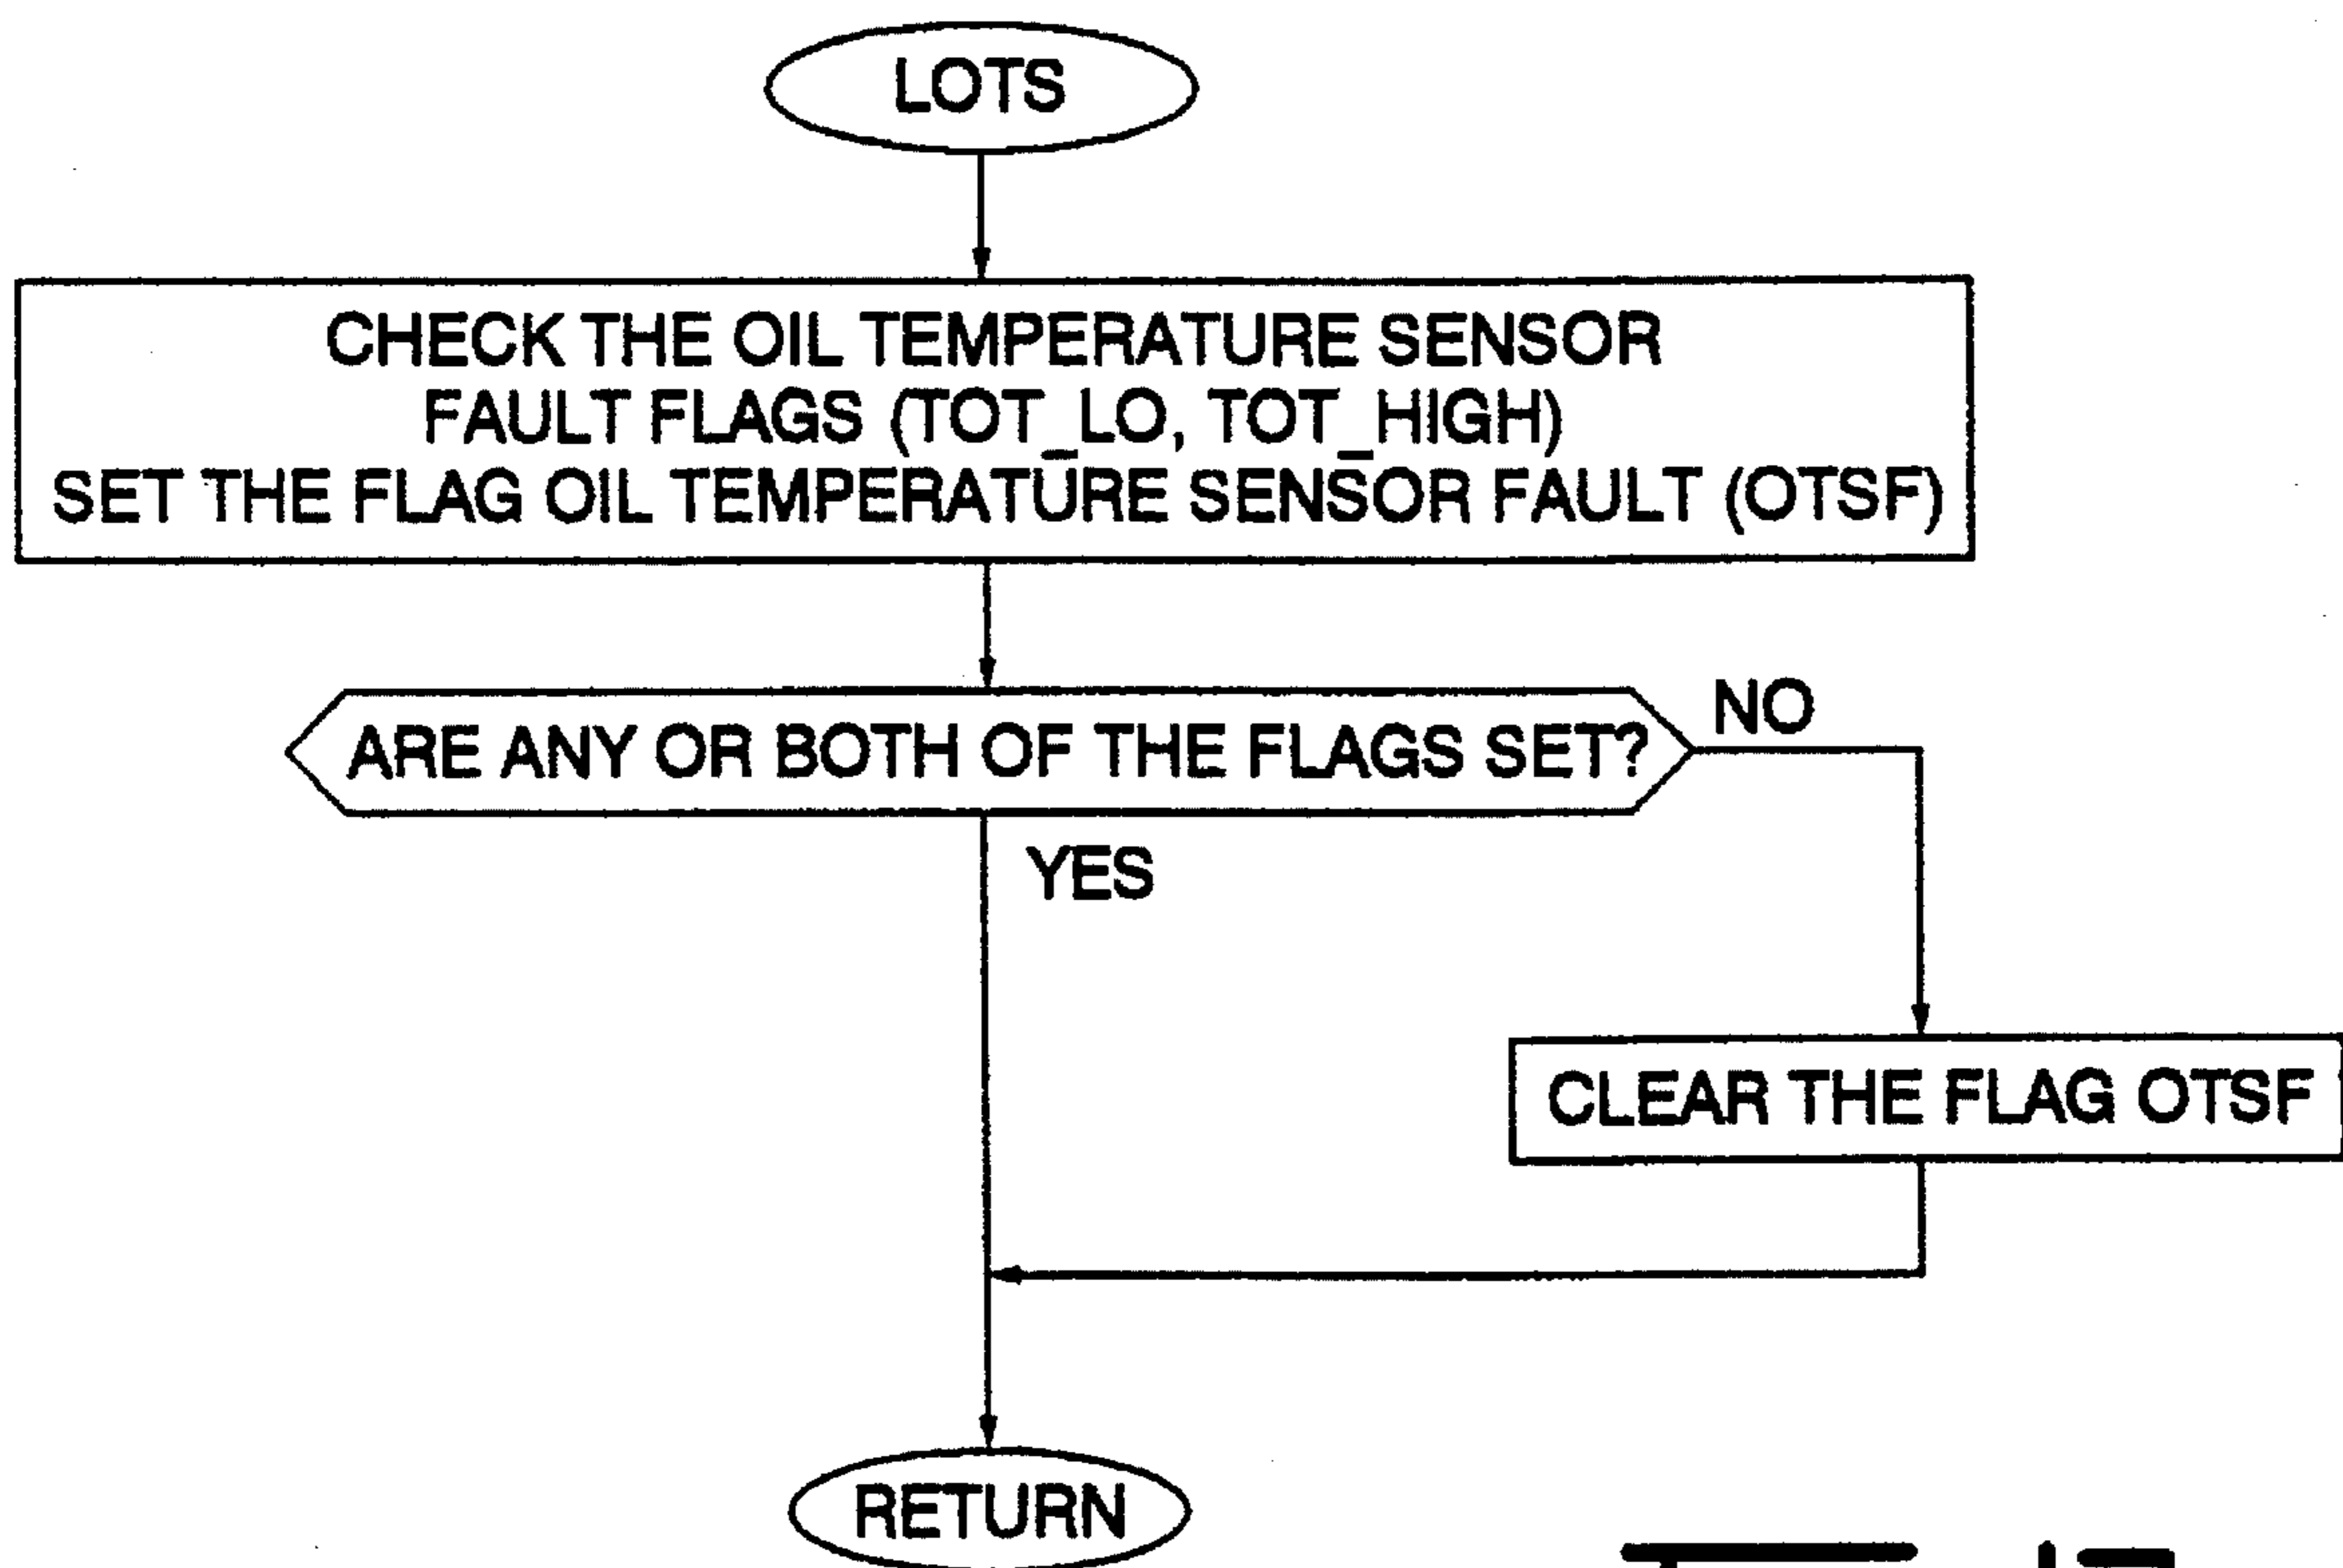 LOTS
CHECK THE OIL TEMPERATURE SENSOR
FAULT FLAGS (TOT_LO, TOT_HIGH)
SET THE FLAG OIL TEMPERATURE SENSOR FAULT (OTSF)
ARE ANY OR BOTH OF THE FLAGS SET?
NO
YES
CLEAR THE FLAG OTSF
RETURN